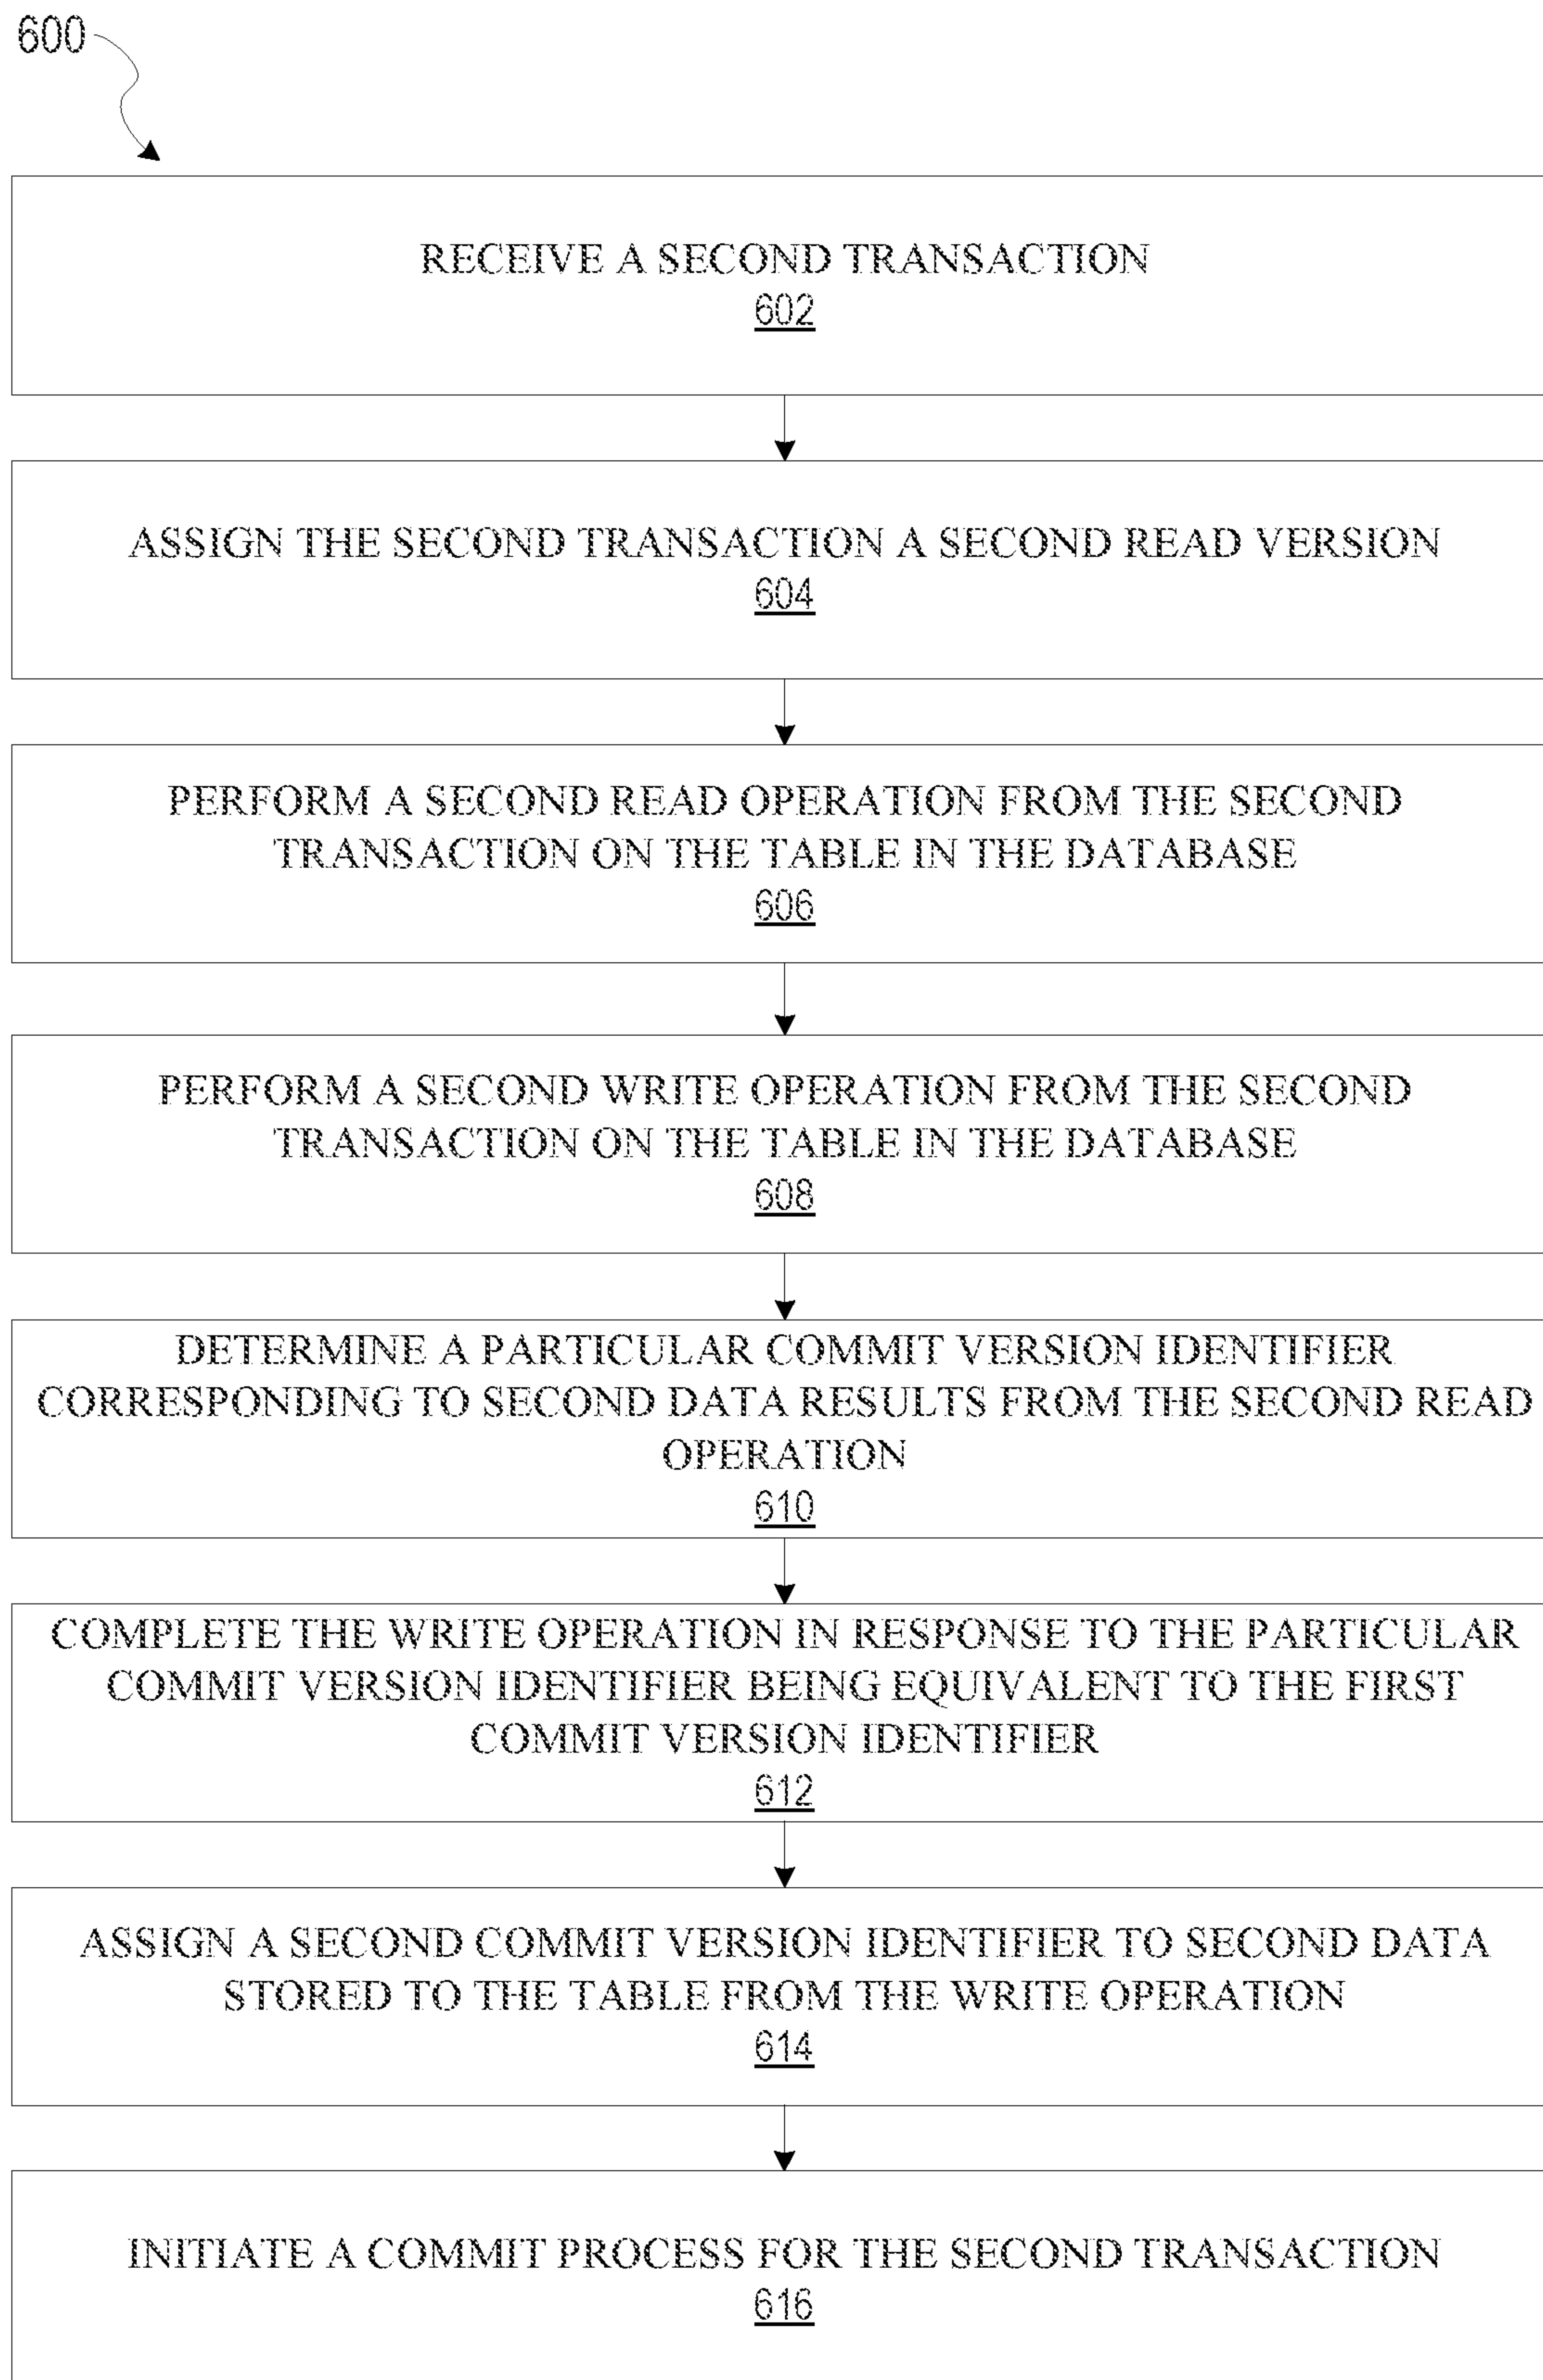 600
RECEIVE A SECOND TRANSACTION
602
ASSIGN THE SECOND TRANSACTION A SECOND READ VERSION
604
PERFORM A SECOND READ OPERATION FROM THE SECOND
TRANSACTION ON THE TABLE IN THE DATABASE
606
PERFORM A SECOND WRITE OPERATION FROM THE SECOND
TRANSACTION ON THE TABLE IN THE DATABASE
608
DETERMINE A PARTICULAR COMMIT VERSION IDENTIFIER
CORRESPONDING TO SECOND DATA RESULTS FROM THE SECOND READ
OPERATION
610
COMPLETE THE WRITE OPERATION IN RESPONSE TO THE PARTICULAR
COMMIT VERSION IDENTIFIER BEING EQUIVALENT TO THE FIRST
COMMIT VERSION IDENTIFIER
612
ASSIGN A SECOND COMMIT VERSION IDENTIFIER TO SECOND DATA
STORED TO THE TABLE FROM THE WRITE OPERATION
614
INITIATE A COMMIT PROCESS FOR THE SECOND TRANSACTION
616